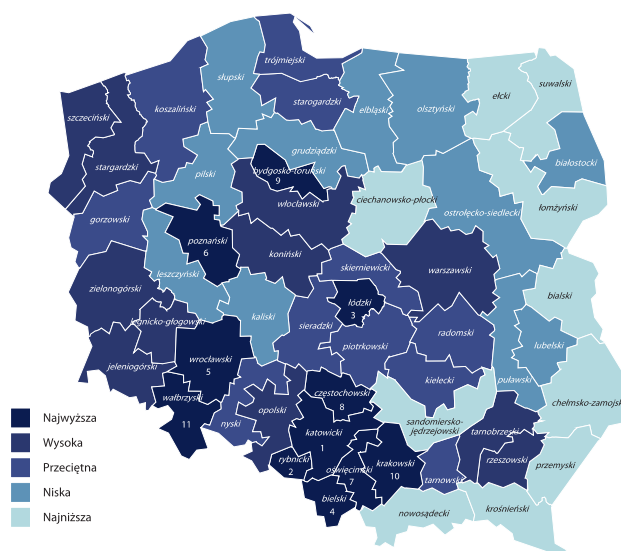 trójmiejski
słupski
suwalski
ełcki
koszaliński
starogardzki
elbląski
olsztyński
szczeciński
grudziądzki
białostocki
stargardzki
pilski
bydgosko-toruński
9
ciechanowsko-płocki
włocławski
łomżyński
ostrołęcko-siedlecki
gorzowski
poznański
6
koniński
skierniewicki
warszawski
leszczyński
zielonogórski
bialski
łódzki
3
kaliski
legnicko-głogowski
sieradzki
radomski
piotrkowski
lubelski
wrocławski
5
jeleniogórski
kielecki
puławski
wałbrzyski
11
częstochowski
8
opolski
chełmsko-zamojski
nyski
sandomiersko-
jędrzejowski
tarnobrzeski
katowicki
1
rybnicki
2
oświęcimski
7
krakowski
10
rzeszowski
przemyski
tarnowski
bielski
4
nowosądecki
krośnieński
Najwyższa
Wysoka
Przeciętna
Niska
Najniższa